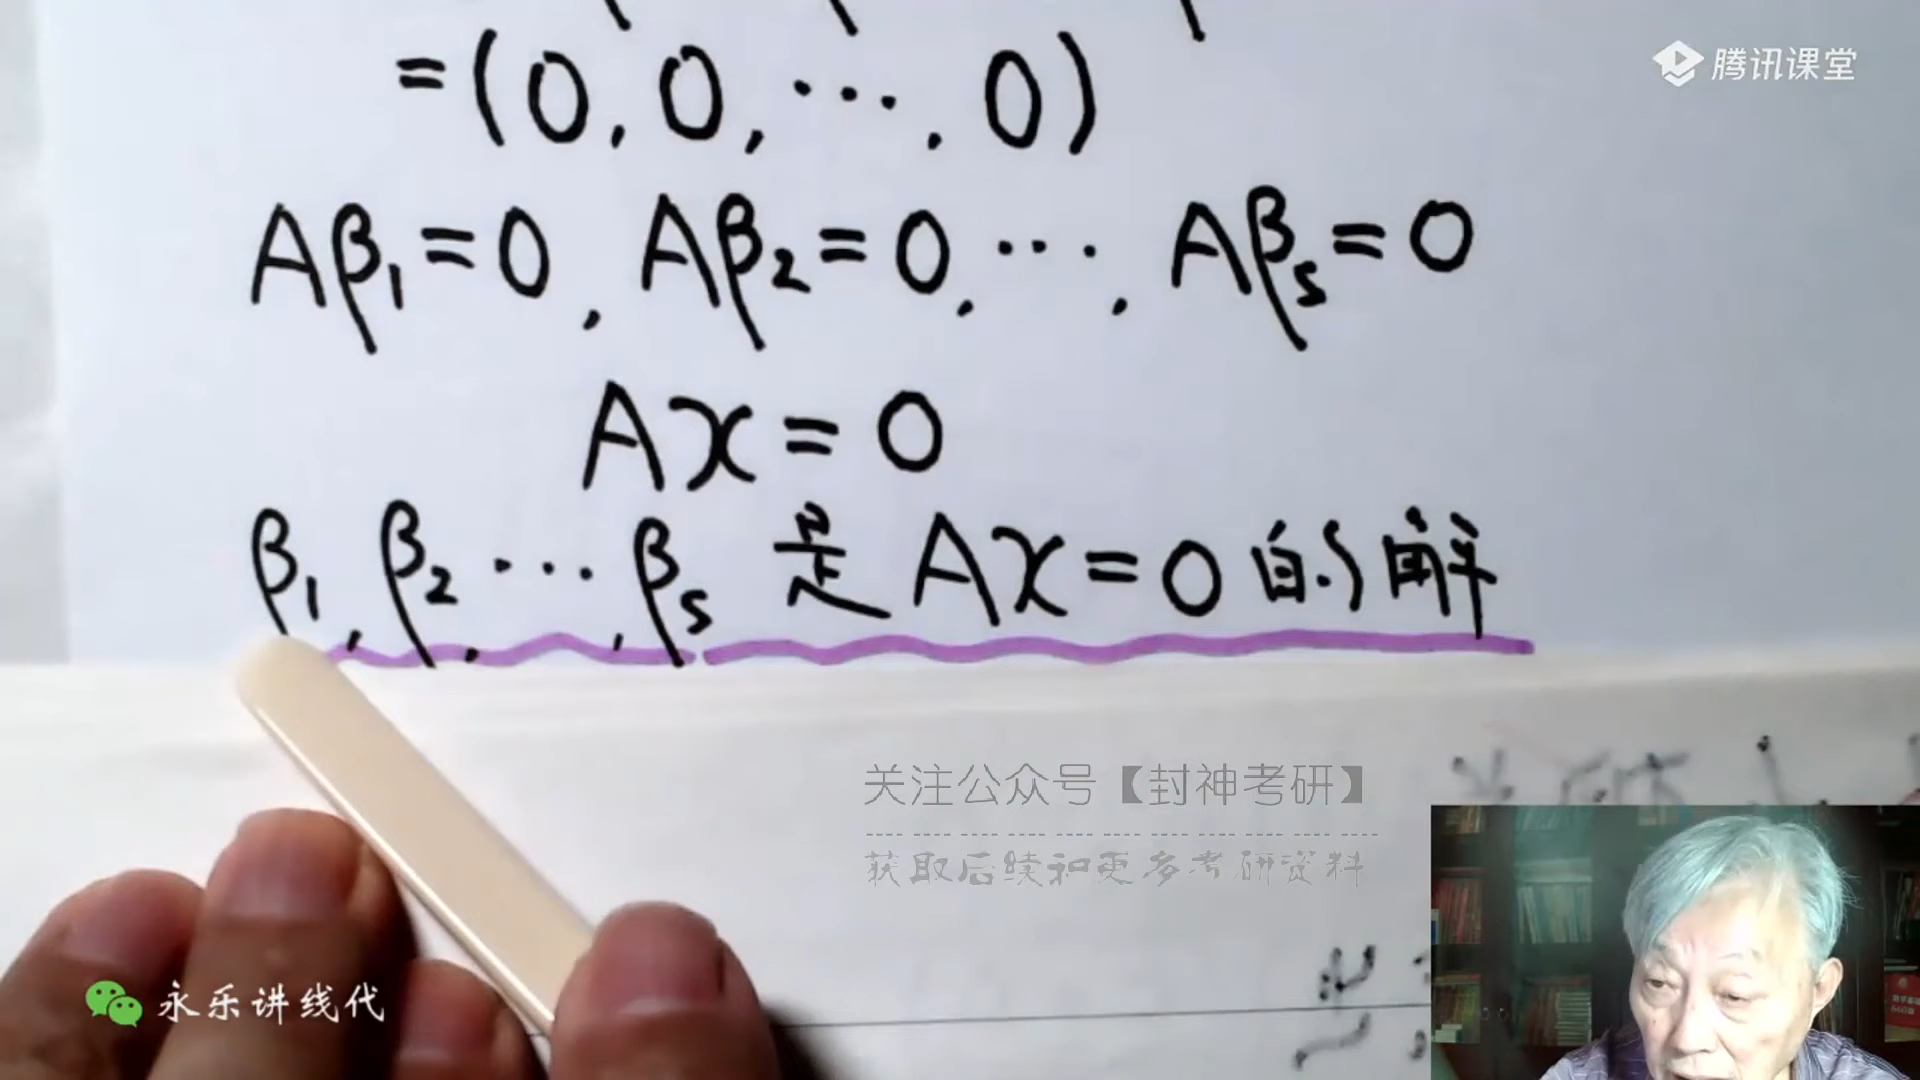 腾讯课堂
=(0,0,…,0)
Aβ₁=0,Aβ₂=0,…,Aβₛ=0
Ax=0
β₁,β₂,…,βₛ是Ax=0的解
关注公众号【封神考研】
获取后续和更多考研资料
永乐讲线代